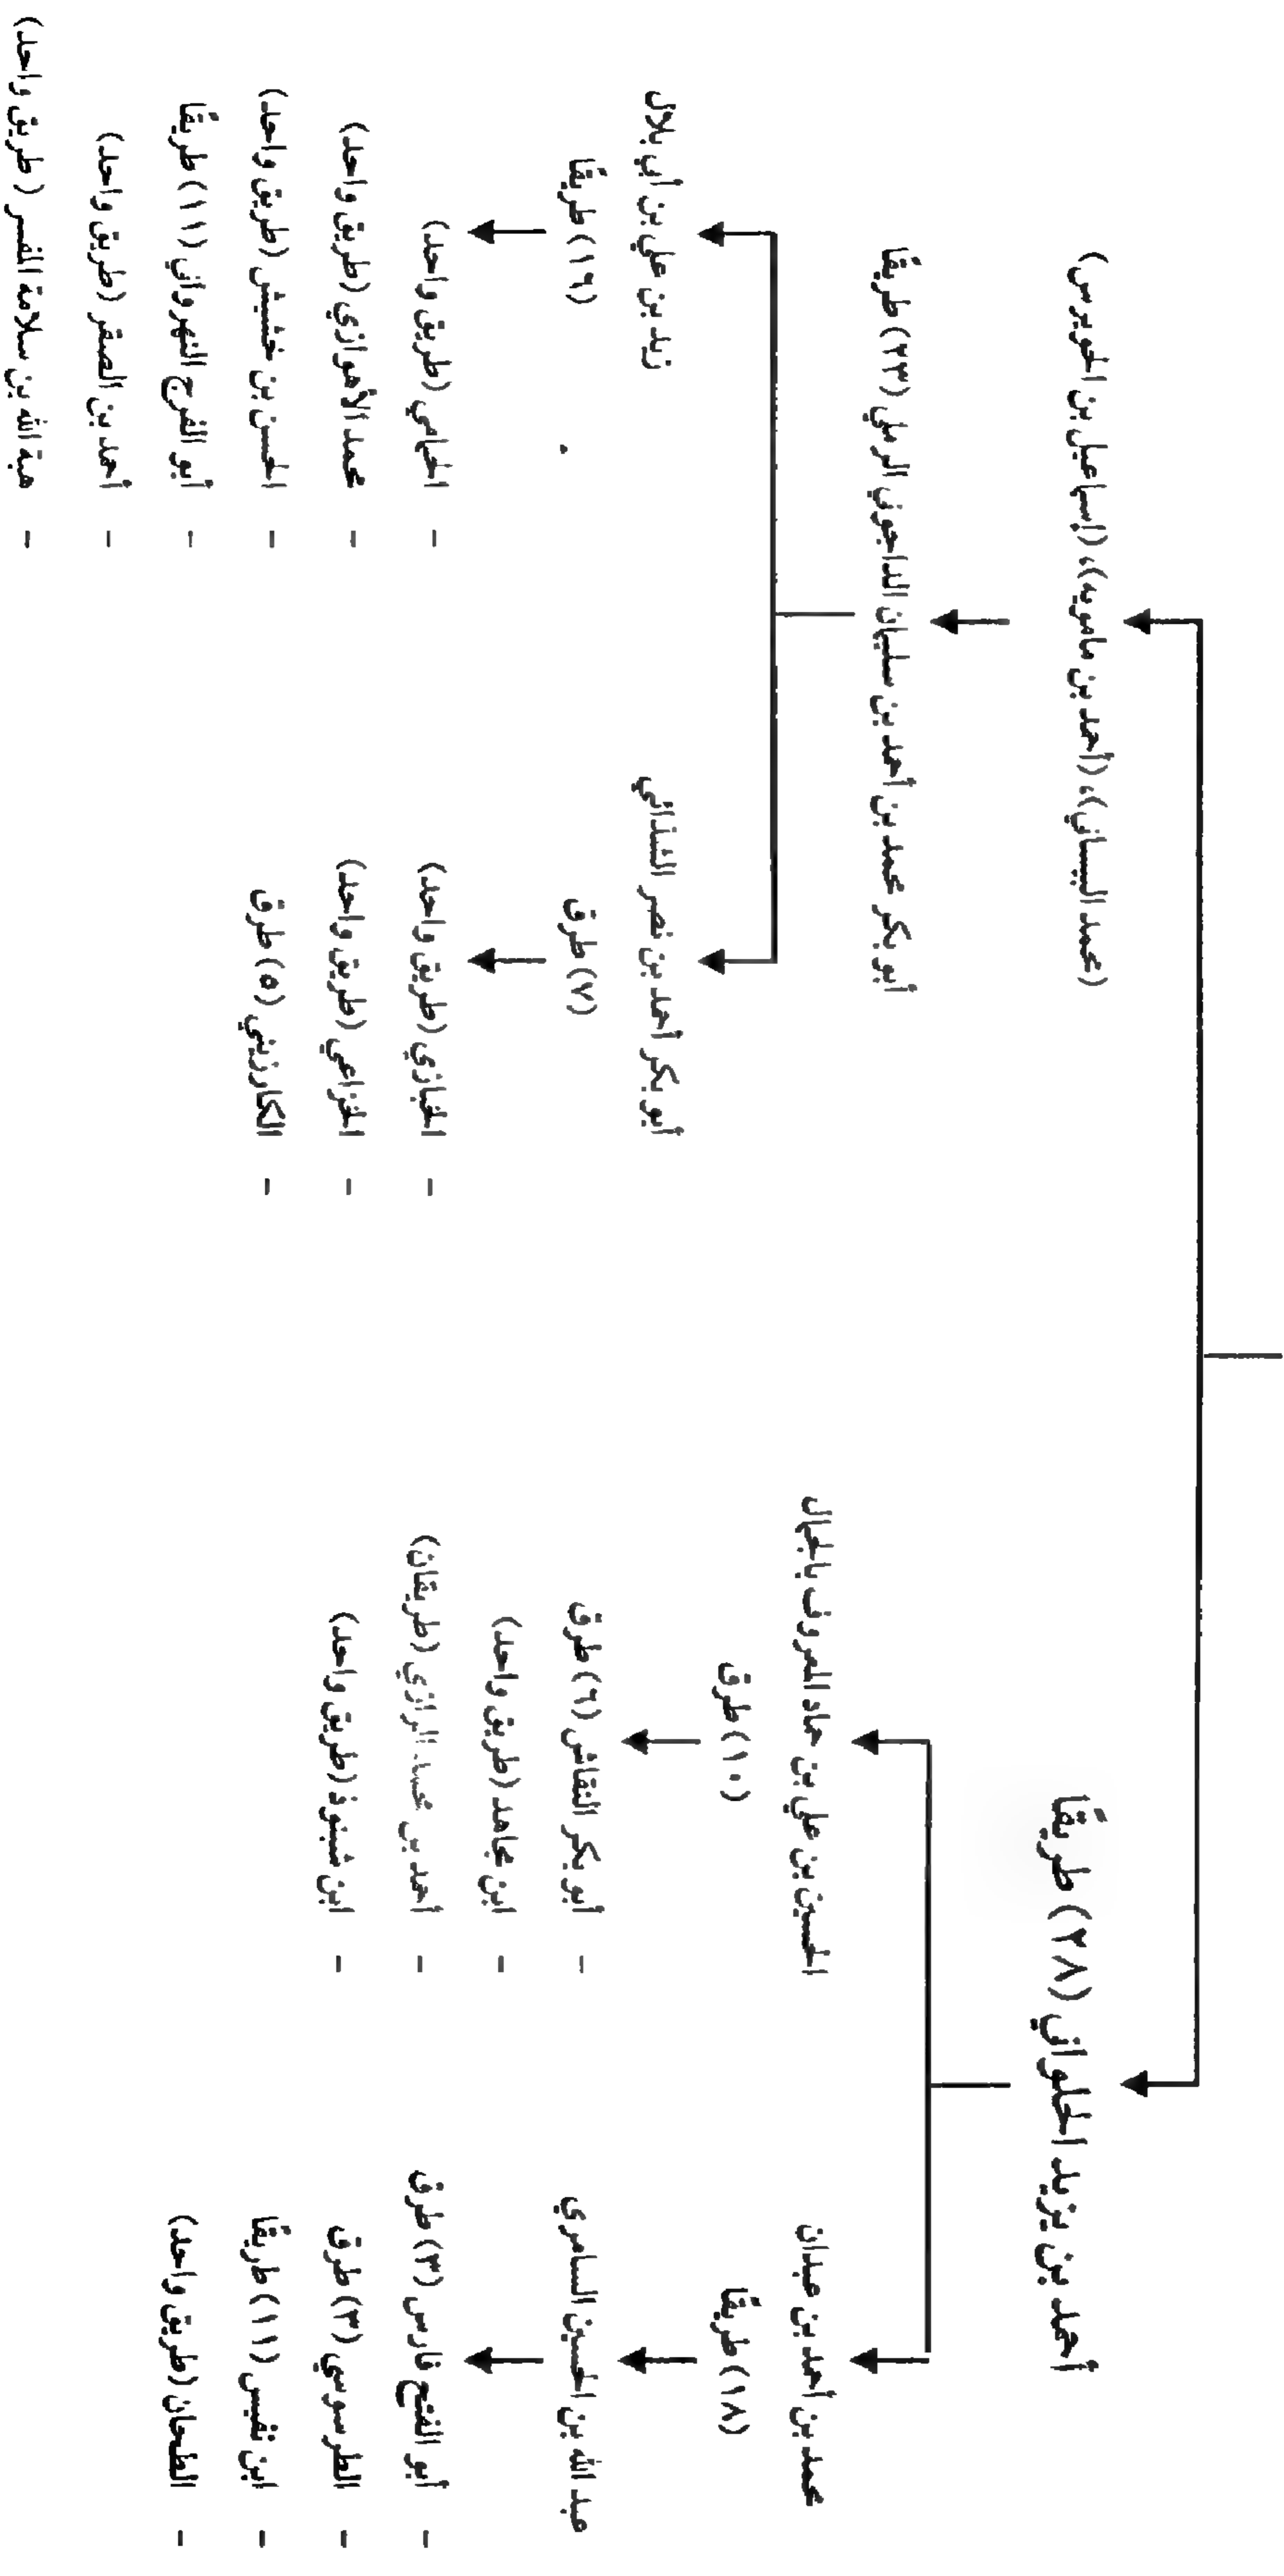 أحمد بن يزيد الحلواني (٢٨) طريقًا
محمد بن أحمد بن عبدان
(١٨) طريقًا
عبد الله بن الحسين السامري
- أبو الفتح فارس (٣) طرق
- الطرسوسي (٣) طرق
- ابن نفيس (١١) طريقًا
- الطحان (طريق واحد)
الحسين بن علي بن حماد المعروف بالجمال
(١٠) طرق
- أبو بكر النقاش (٦) طرق
- ابن مجاهد (طريق واحد)
- أحمد بن محمد الرازي (طريقان)
- ابن شنبوذ (طريق واحد)
(محمد البيساني)، (أحمد بن مامويه)، (إسماعيل بن الحويرس)
أبو بكر محمد بن أحمد بن سليمان الداجوني الرملي (٢٣) طريقًا
أبو بكر أحمد بن نصر الشذائي
(٧) طرق
- الخبازي (طريق واحد)
- الخزاعي (طريق واحد)
- الكارزيني (٥) طرق
زيد بن علي بن أبي بلال
(١٦) طريقًا
- الحمامي (طريق واحد)
- محمد الأهوازي (طريق واحد)
- الحسن بن خشيش (طريق واحد)
- أبو الفرج النهرواني (١١) طريقًا
- أحمد بن الصقر (طريق واحد)
- هبة الله بن سلامة المفسر (طريق واحد)